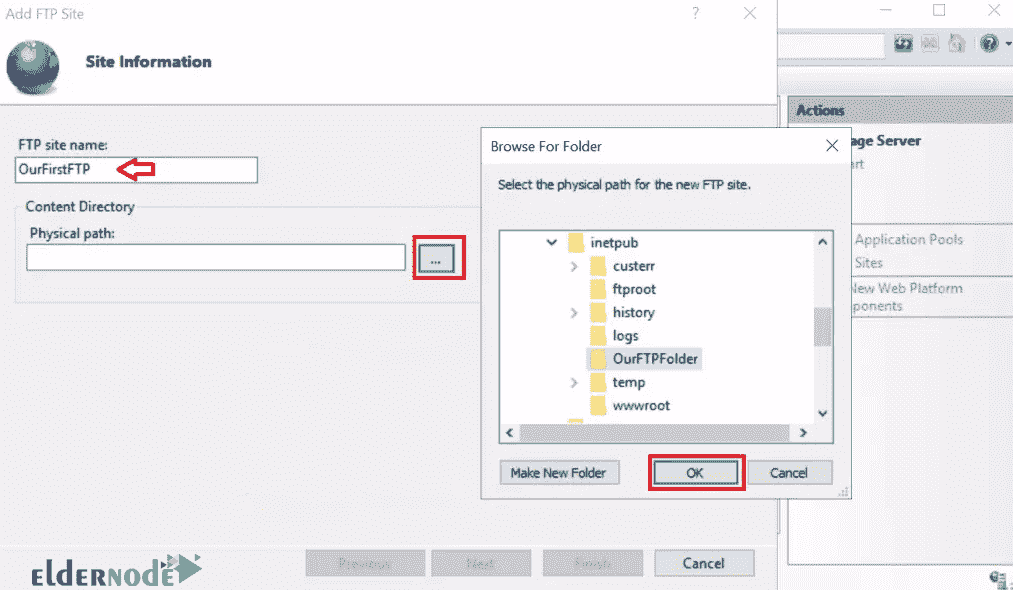 Add FTP Site
?
Site Information
FTP site name:
OurFirstFTP
Content Directory
Physical path:
...
Browse For Folder
Select the physical path for the new FTP site.
inetpub
custerr
ftproot
history
logs
OurFTPFolder
temp
wwwroot
Make New Folder
OK
Cancel
Previous
Next
Finish
Cancel
ELDERNODE
Actions
age Server
art
Application Pools
Sites
New Web Platform
ponents